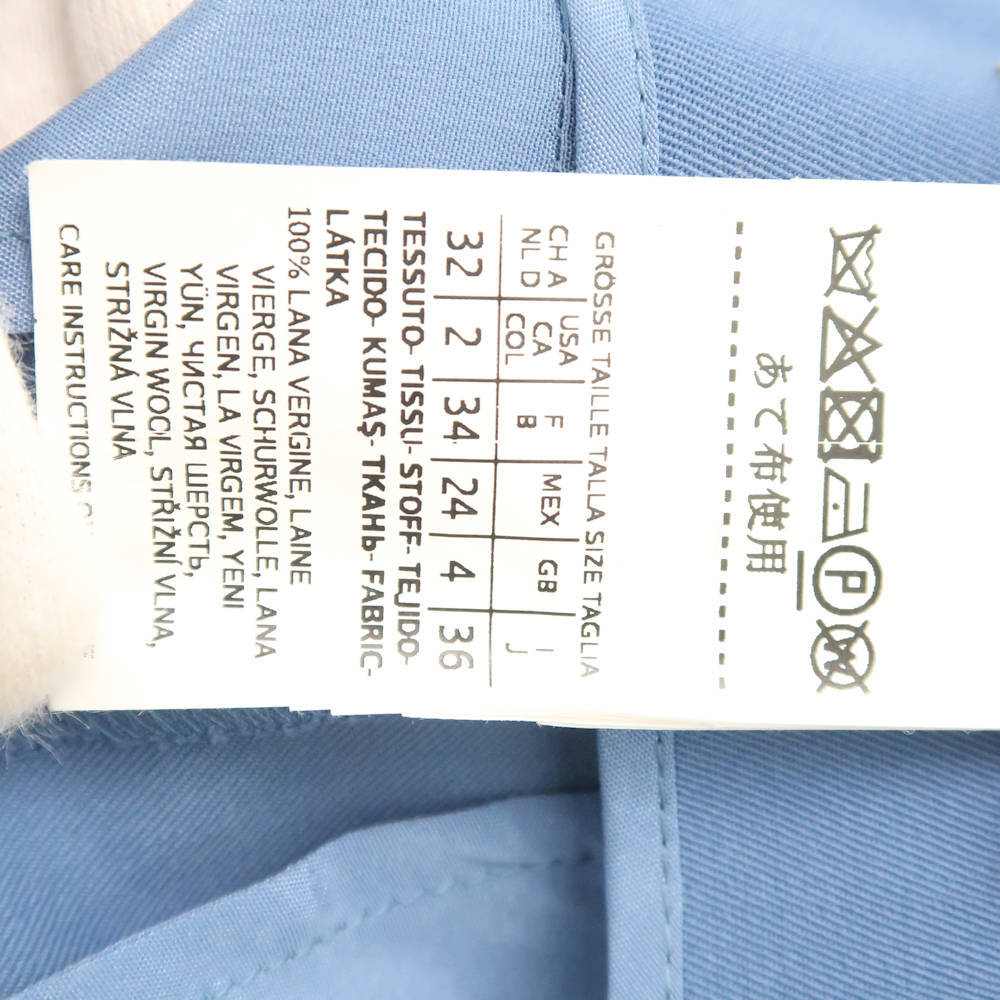 P
W
あて布使用
GRÖSSE TAILLE TALLA SIZE TAGLIA
CH A USA F MEX GB I
NL D CA B J
COL
32 2 34 24 4 36
TESSUTO- TISSU- STOFF- TEJIDO-
TECIDO- KUMAŞ- ТКАНЬ- FABRIC-
LÁTKA
100% LANA VERGINE, LAINE
VIERGE, SCHURWOLLE, LANA
VIRGEN, LA VIRGEM, YENI
YÜN, ЧИСТАЯ ШЕРСТЬ,
VIRGIN WOOL, STŘIŽNÍ VLNA,
STRIŽNÁ VLNA
CARE INSTRUCTIONS